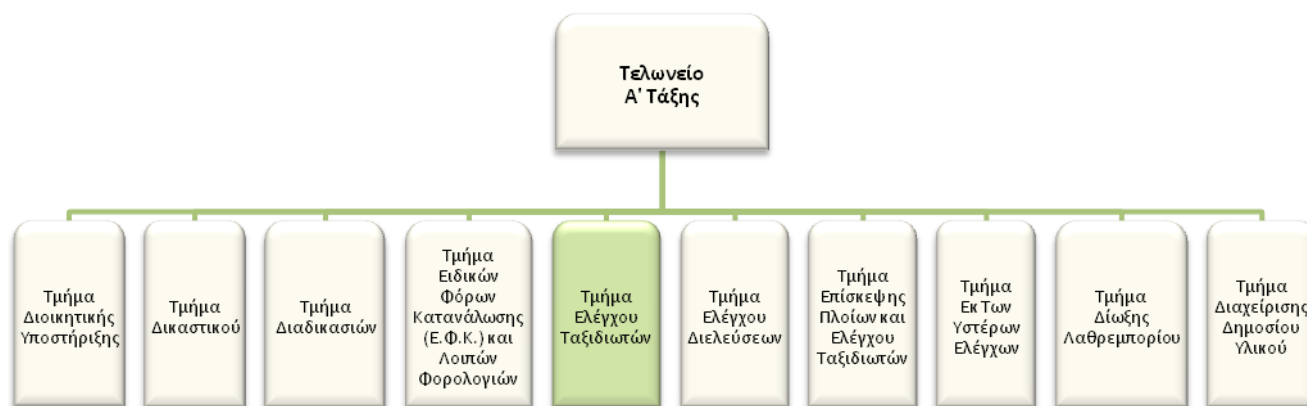 Τελωνείο
Α' Τάξης
Τμήμα
Διοικητικής
Υποστήριξης
Τμήμα
Δικαστικού
Τμήμα
Διαδικασιών
Τμήμα
Ειδικών
Φόρων
Κατανάλωσης
(Ε.Φ.Κ.) και
Λοιπών
Φορολογιών
Τμήμα
Ελέγχου
Ταξιδιωτών
Τμήμα
Ελέγχου
Διελεύσεων
Τμήμα
Επίσκεψης
Πλοίων και
Ελέγχου
Ταξιδιωτών
Τμήμα
Εκ Των
Υστέρων
Ελέγχων
Τμήμα
Δίωξης
Λαθρεμπορίου
Τμήμα
Διαχείρισης
Δημοσίου
Υλικού